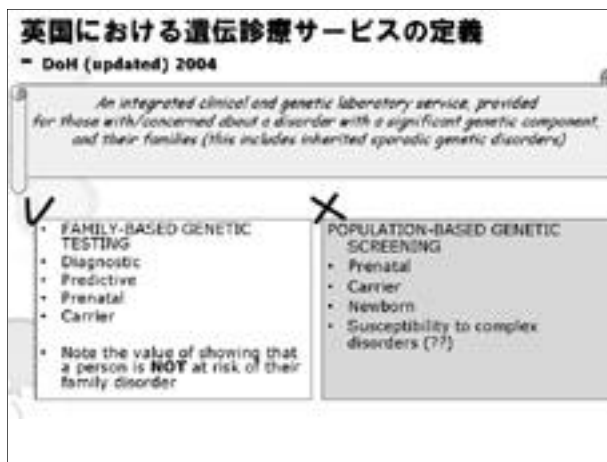 英国における遺伝診療サービスの定義
- DoH (updated) 2004
An integrated clinical and genetic laboratory service, provided
for those with/concerned about a disorder with a significant genetic component,
and their families (this includes inherited sporadic genetic disorders)
• FAMILY-BASED GENETIC
TESTING
• Diagnostic
• Predictive
• Prenatal
• Carrier
• Note the value of showing that
a person is NOT at risk of their
family disorder
POPULATION-BASED GENETIC
SCREENING
• Prenatal
• Carrier
• Newborn
• Susceptibility to complex
disorders (??)